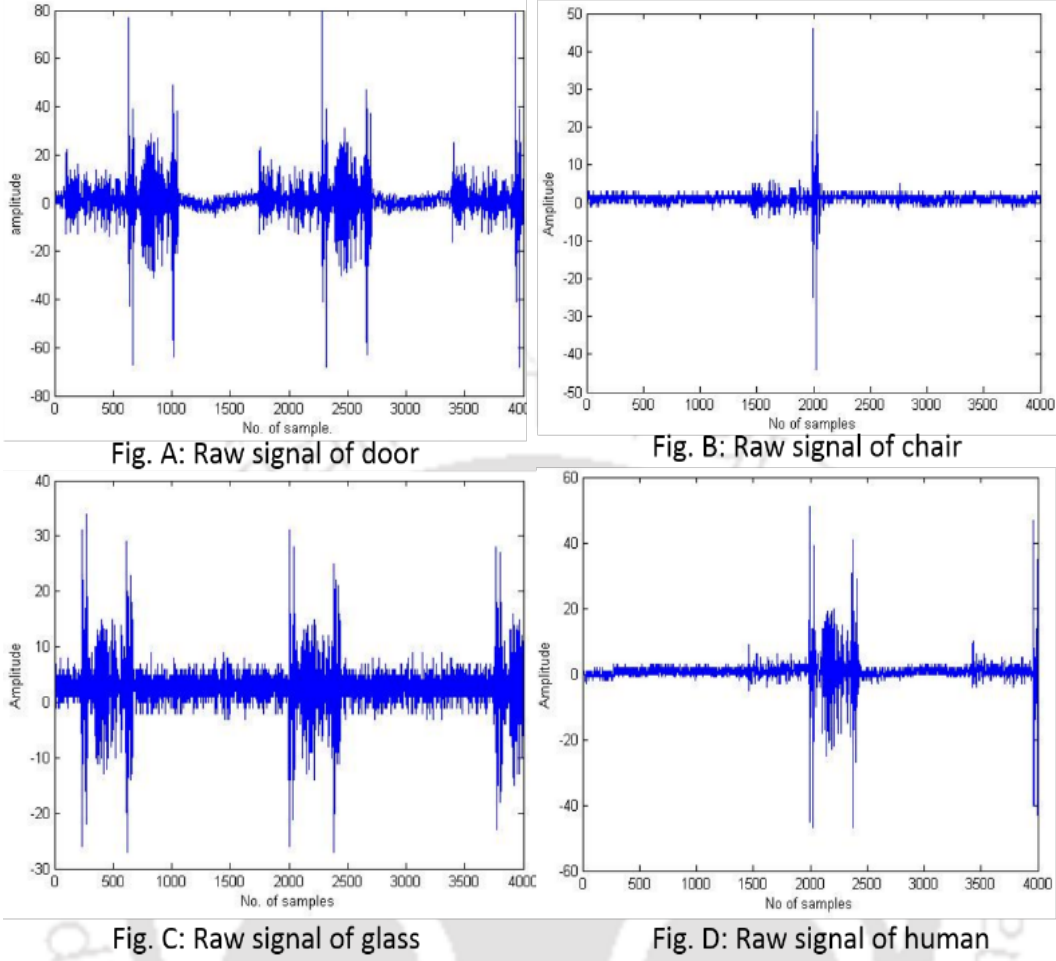 80
60
40
20
0
-20
-40
-60
-80
amplitude
0 500 1000 1500 2000 2500 3000 3500 400
No. of sample.
Fig. A: Raw signal of door
50
40
30
20
10
0
-10
-20
-30
-40
-50
Amplitude
0 500 1000 1500 2000 2500 3000 3500 4000
No of samples
Fig. B: Raw signal of chair
40
30
20
10
0
-10
-20
-30
Amplitude
0 500 1000 1500 2000 2500 3000 3500 4000
No. of samples
Fig. C: Raw signal of glass
60
40
20
0
-20
-40
-60
Amplitude
0 500 1000 1500 2000 2500 3000 3500 4000
No of samples
Fig. D: Raw signal of human